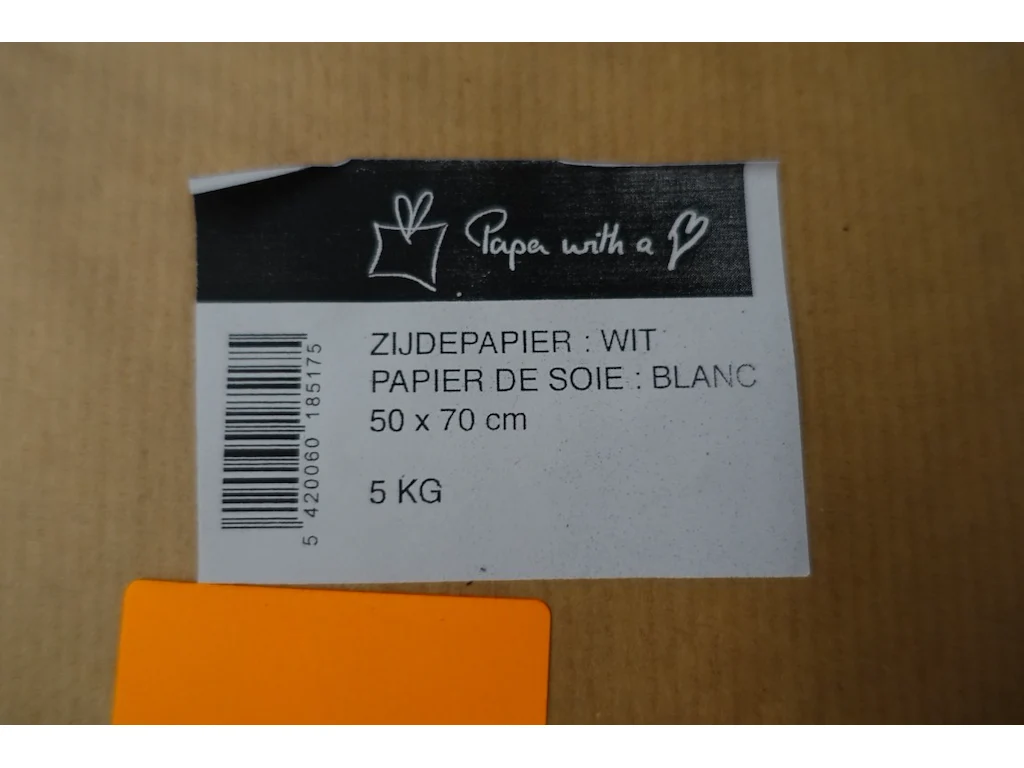 Paper with a
ZIJDEPAPIER : WIT
PAPIER DE SOIE : BLANC
50 x 70 cm
5 KG
5 420060 185175